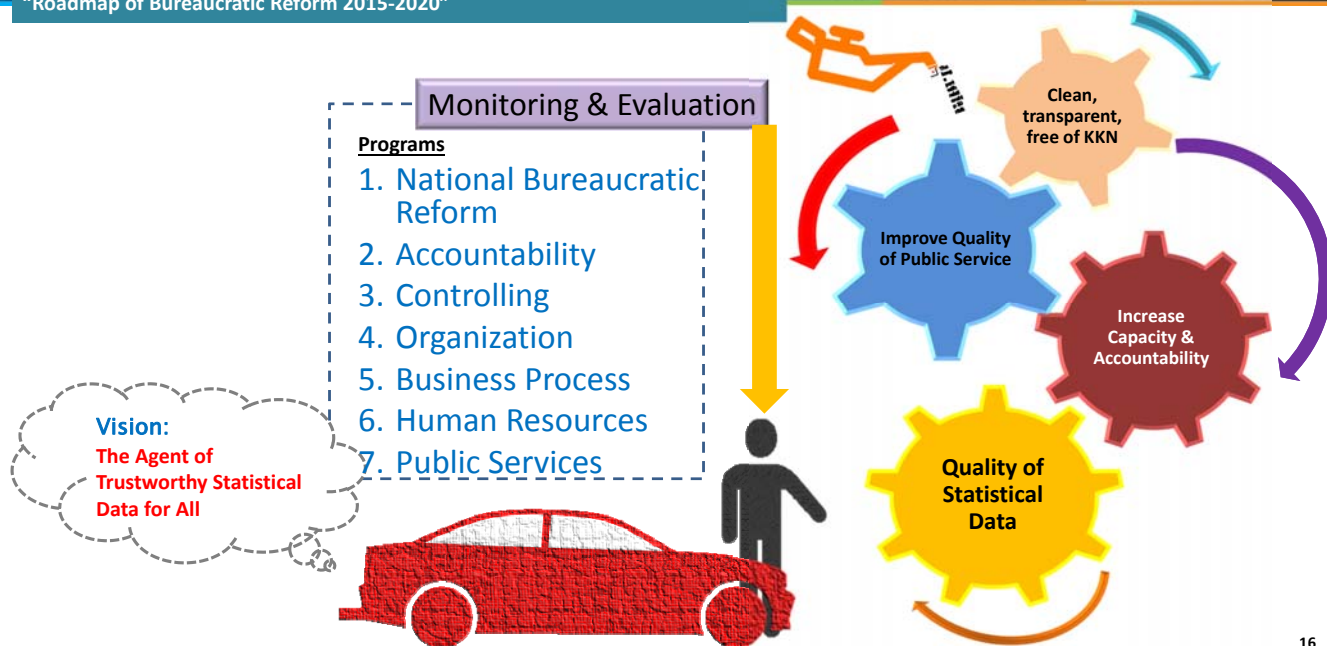 "Roadmap of Bureaucratic Reform 2015-2020"
Monitoring & Evaluation
Programs
1. National Bureaucratic
Reform
2. Accountability
3. Controlling
4. Organization
5. Business Process
6. Human Resources
7. Public Services
Vision:
The Agent of
Trustworthy Statistical
Data for All
Clean,
transparent,
free of KKN
Improve Quality
of Public Service
Increase
Capacity &
Accountability
Quality of
Statistical
Data
16